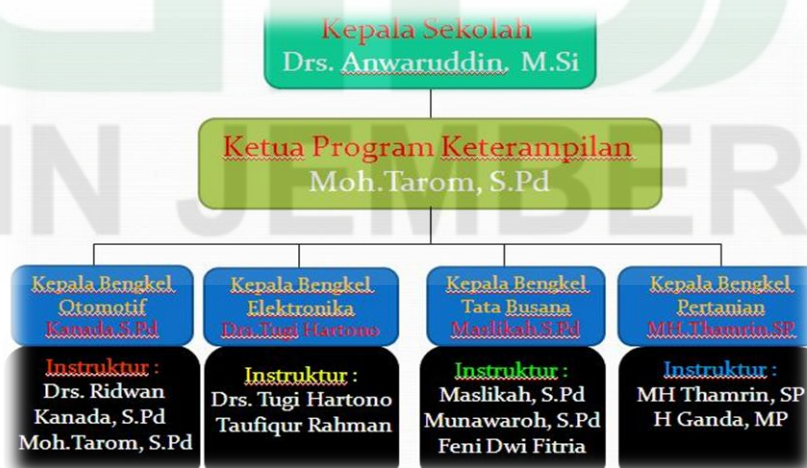 Kepala Sekolah
Drs. Anwaruddin. M.Si
Ketua Program Keterampilan
Moh.Tarom, S.Pd
Kepala Bengkel
Otomotif
Kanada.S.Pd
Instruktur :
Drs. Ridwan
Kanada, S.Pd
Moh.Tarom, S.Pd
Kepala Bengkel
Elektronika
Drs.Tugi Hartono
Instruktur :
Drs. Tugi Hartono
Taufiqur Rahman
Kepala Bengkel
Tata Busana
Maslikah.S.Pd
Instruktur :
Maslikah, S.Pd
Munawaroh, S.Pd
Feni Dwi Fitria
Kepala Bengkel
Pertanian
MH.Thamrin.SP
Instruktur :
MH Thamrin, SP
H Ganda, MP
IN JEMBER